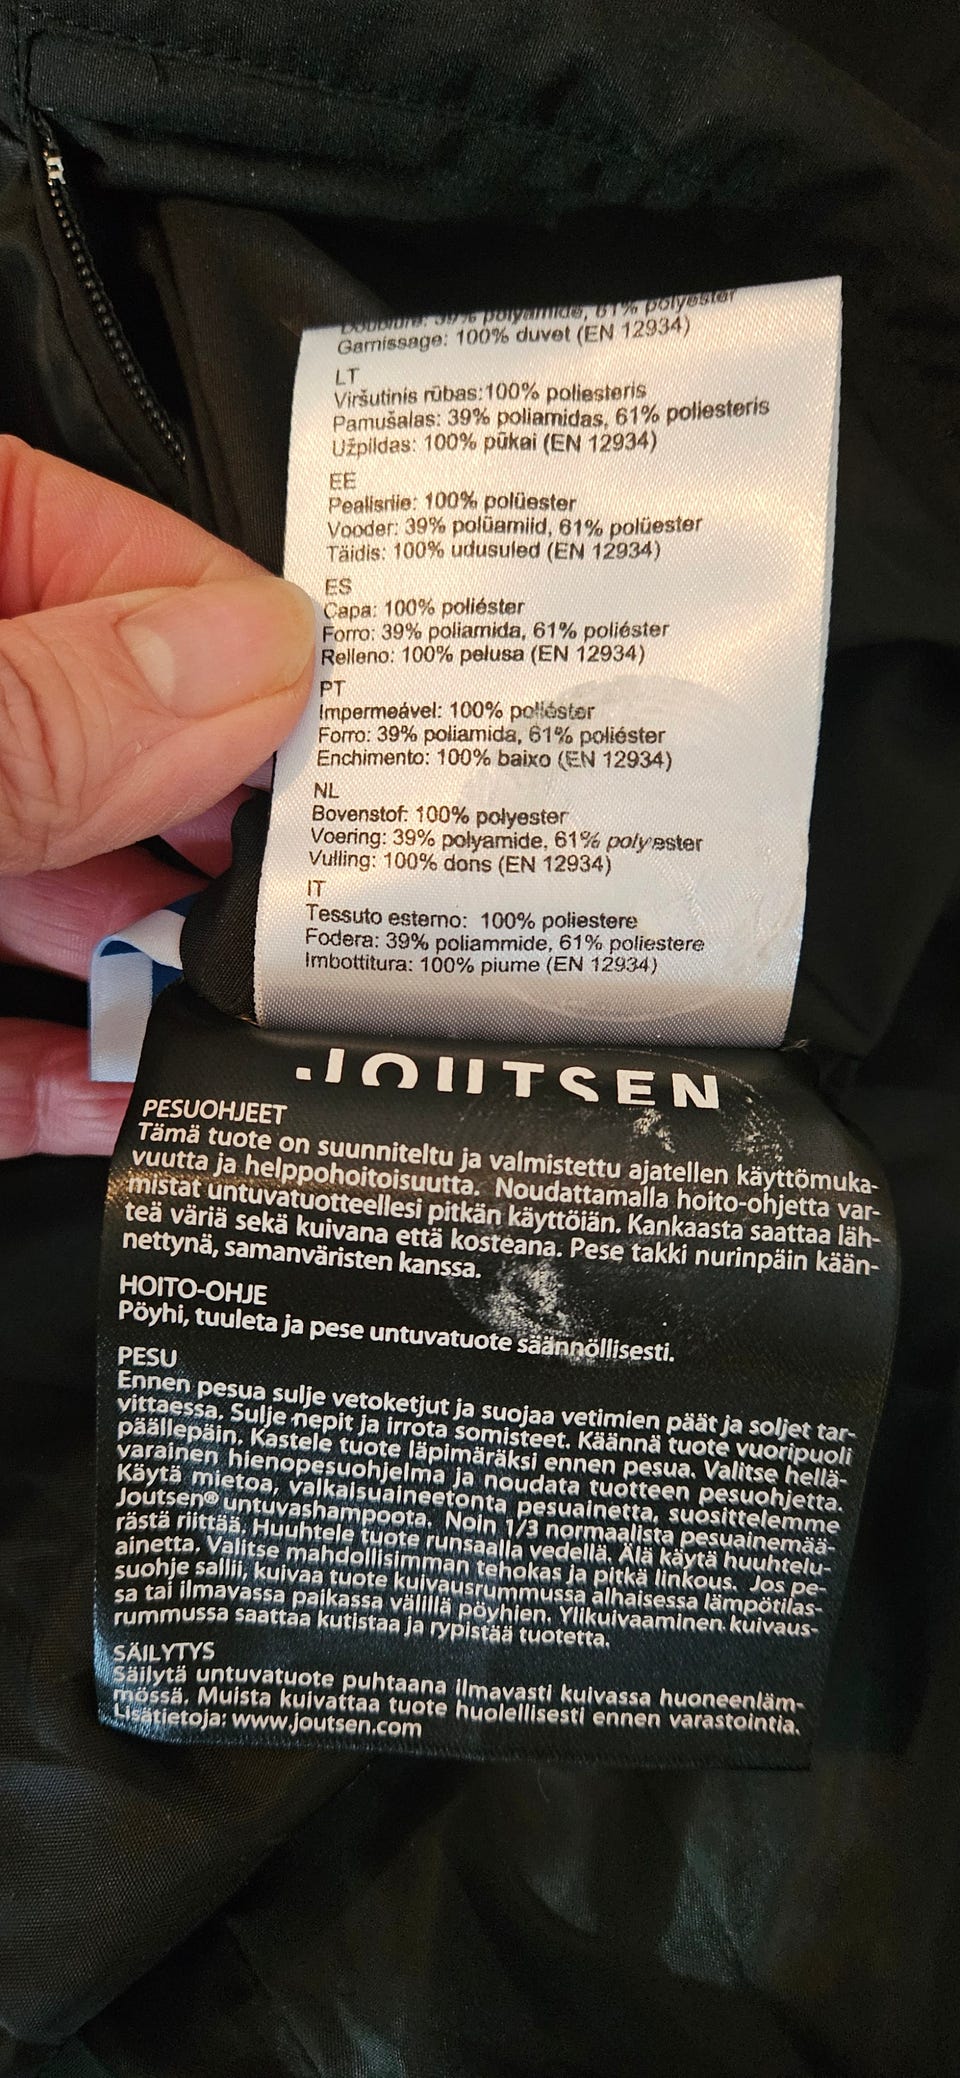 Doublure: 39% polyamide, 61% polyester
Garnissage: 100% duvet (EN 12934)
LT
Viršutinis rūbas:100% poliesteris
Pamušalas: 39% poliamidas, 61% poliesteris
Užpildas: 100% pūkai (EN 12934)
EE
Pealisriie: 100% polüester
Vooder: 39% polüamiid, 61% polüester
Täidis: 100% udusuled (EN 12934)
ES
Capa: 100% poliéster
Forro: 39% poliamida, 61% poliéster
Relleno: 100% pelusa (EN 12934)
PT
Impermeável: 100% poliéster
Forro: 39% poliamida, 61% poliéster
Enchimento: 100% baixo (EN 12934)
NL
Bovenstof: 100% polyester
Voering: 39% polyamide, 61% polyester
Vulling: 100% dons (EN 12934)
IT
Tessuto esterno: 100% poliestere
Fodera: 39% poliammide, 61% poliestere
Imbottitura: 100% piume (EN 12934)
JOUTSEN
PESUOHJEET
Tämä tuote on suunniteltu ja valmistettu ajatellen käyttömuka-
vuutta ja helppohoitoisuutta. Noudattamalla hoito-ohjetta var-
mistat untuvatuotteellesi pitkän käyttöiän. Kankaasta saattaa läh-
teä väriä sekä kuivana että kosteana. Pese takki nurinpäin kään-
nettynä, samanväristen kanssa.
HOITO-OHJE
Pöyhi, tuuleta ja pese untuvatuote säännöllisesti.
PESU
Ennen pesua sulje vetoketjut ja suojaa vetimien päät ja soljet tar-
vittaessa. Sulje nepit ja irrota somisteet. Käännä tuote vuoripuoli
päällepäin. Kastele tuote läpimäräksi ennen pesua. Valitse hellä-
varainen hienopesuohjelma ja noudata tuotteen pesuohjetta.
Käytä mietoa, valkaisuaineetonta pesuainetta, suosittelemme
Joutsen® untuvashampoota. Noin 1/3 normaalista pesuainemää-
rästä riittää. Huuhtele tuote runsaalla vedellä. Älä käytä huuhtelu-
ainetta. Valitse mahdollisimman tehokas ja pitkä linkous. Jos pe-
suohje sallii, kuivaa tuote kuivausrummussa alhaisessa lämpötilas-
sa tai ilmavassa paikassa välillä pöyhien. Ylikuivaaminen kuivaus-
rummussa saattaa kutistaa ja rypistää tuotetta.
SÄILYTYS
Säilytä untuvatuote puhtaana ilmavasti kuivassa huoneenläm-
mössä. Muista kuivattaa tuote huolellisesti ennen varastointia.
Lisätietoja: www.joutsen.com